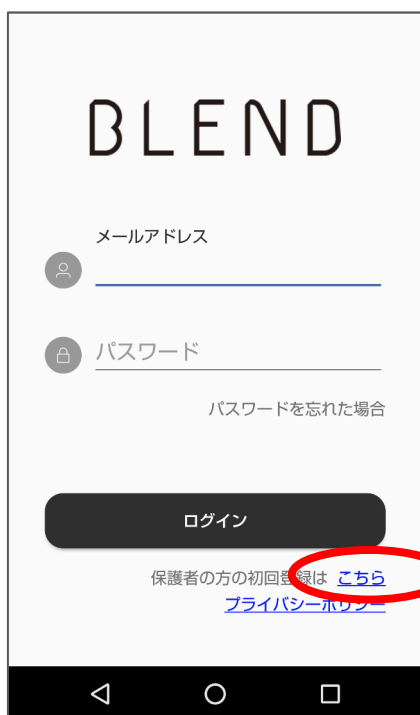 BLEND
メールアドレス
パスワード
パスワードを忘れた場合
ログイン
保護者の方の初回登録は こちら
プライバシーポリシー